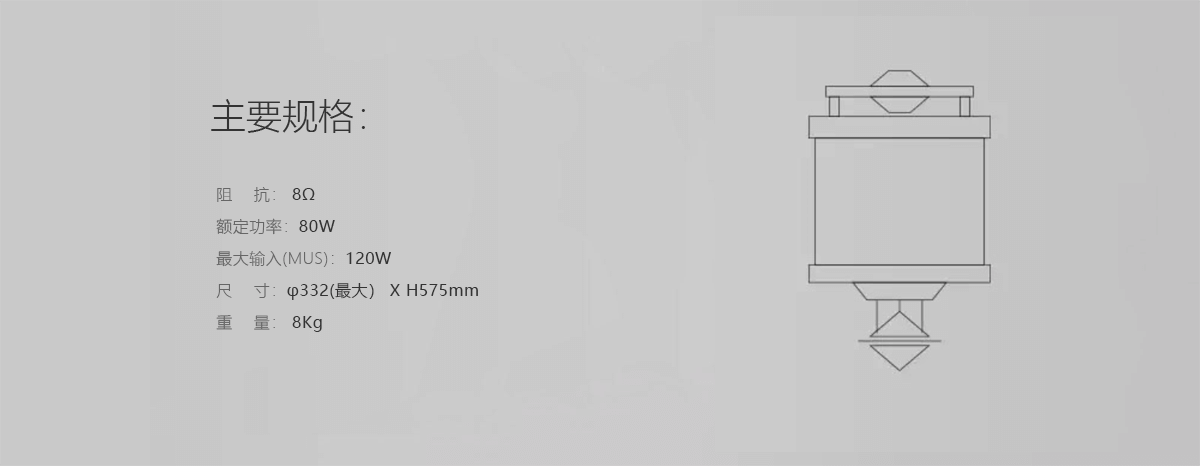 主要规格：
阻 抗： 8Ω
额定功率：80W
最大输入(MUS)：120W
尺 寸：φ332(最大） X H575mm
重 量： 8Kg